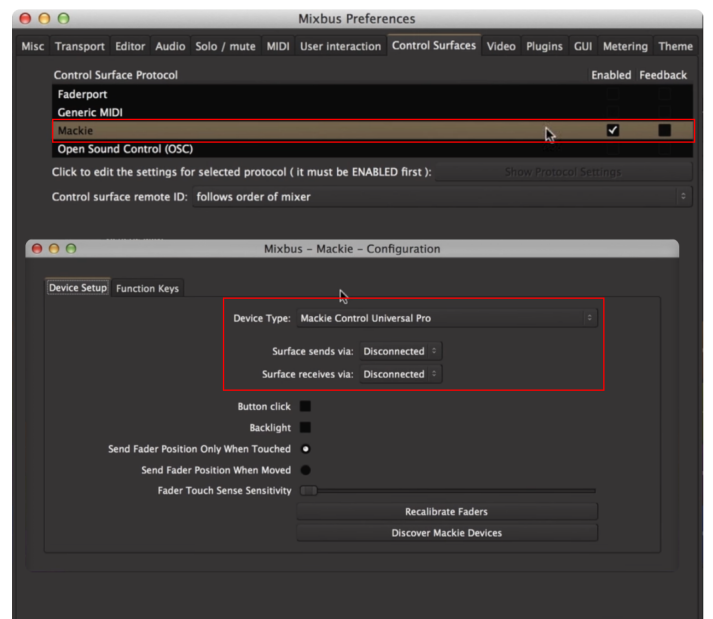 Mixbus Preferences
Misc Transport Editor Audio Solo / mute MIDI User interaction Control Surfaces Video Plugins GUI Metering Theme
Control Surface Protocol Enabled Feedback
Faderport
Generic MIDI
Mackie
Open Sound Control (OSC)
Click to edit the settings for selected protocol ( it must be ENABLED first ): Show Protocol Settings
Control surface remote ID: follows order of mixer
Mixbus – Mackie – Configuration
Device Setup Function Keys
Device Type: Mackie Control Universal Pro
Surface sends via: Disconnected
Surface receives via: Disconnected
Button click
Backlight
Send Fader Position Only When Touched
Send Fader Position When Moved
Fader Touch Sense Sensitivity
Recalibrate Faders
Discover Mackie Devices